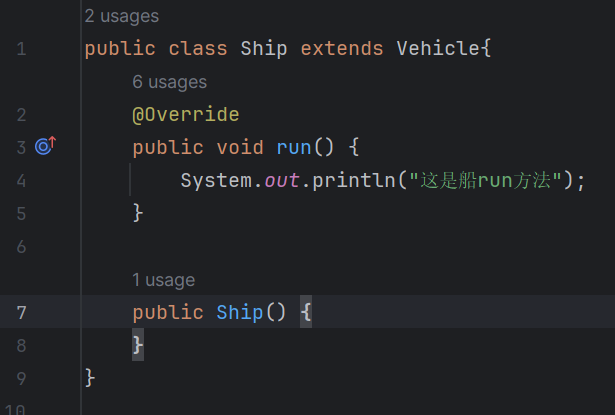 2 usages
1 public class Ship extends Vehicle{
6 usages
2 @Override
3 public void run() {
4 System.out.println("这是船run方法");
5 }
6
1 usage
7 public Ship() {
8 }
9 }
10